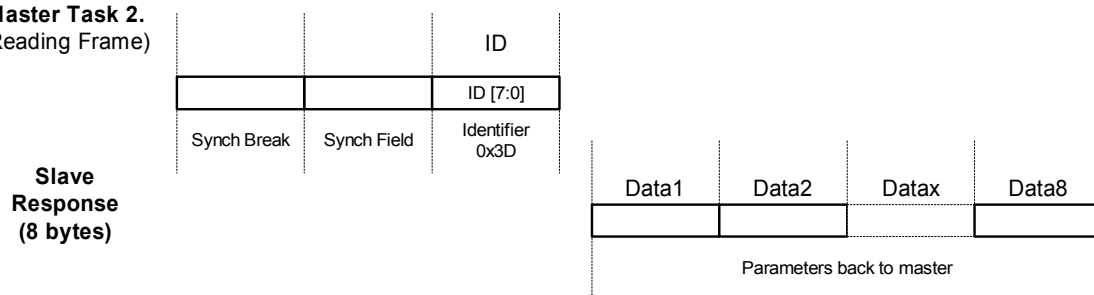 Master Task 2.
Reading Frame)
ID
ID [7:0]
Synch Break
Synch Field
Identifier
0x3D
Slave
Response
(8 bytes)
Data1
Data2
Datax
Data8
Parameters back to master